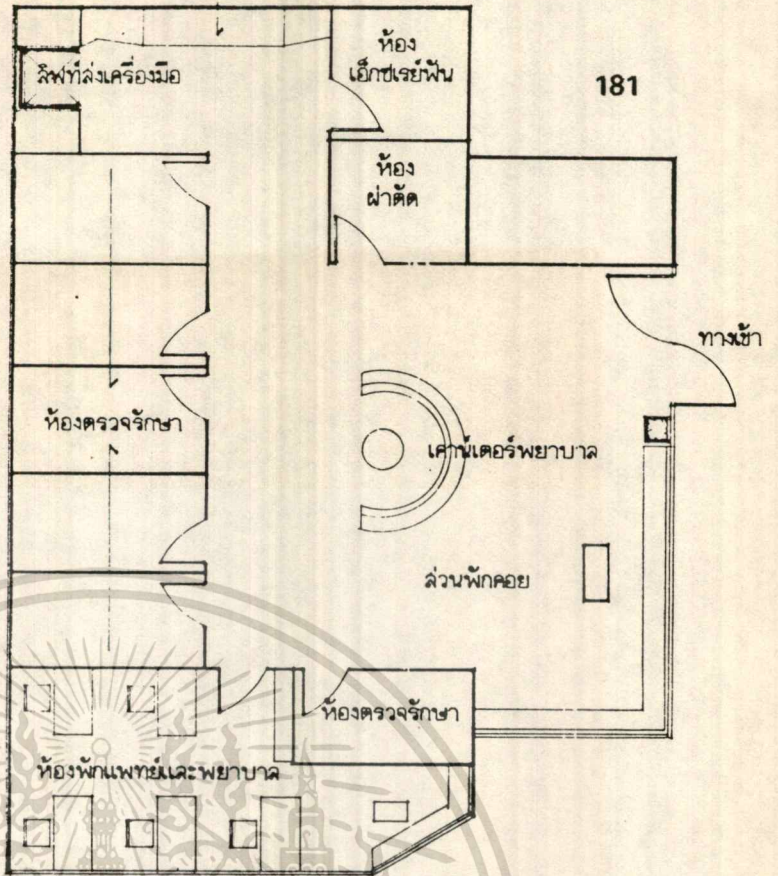 ห้อง
เอ็กซเรย์ฟัน
181
ลิฟท์ส่งเครื่องมือ
ห้อง
ผ่าตัด
ทางเข้า
ห้องตรวจรักษา
เคาน์เตอร์พยาบาล
ส่วนพักคอย
ห้องตรวจรักษา
ห้องพักแพทย์และพยาบาล